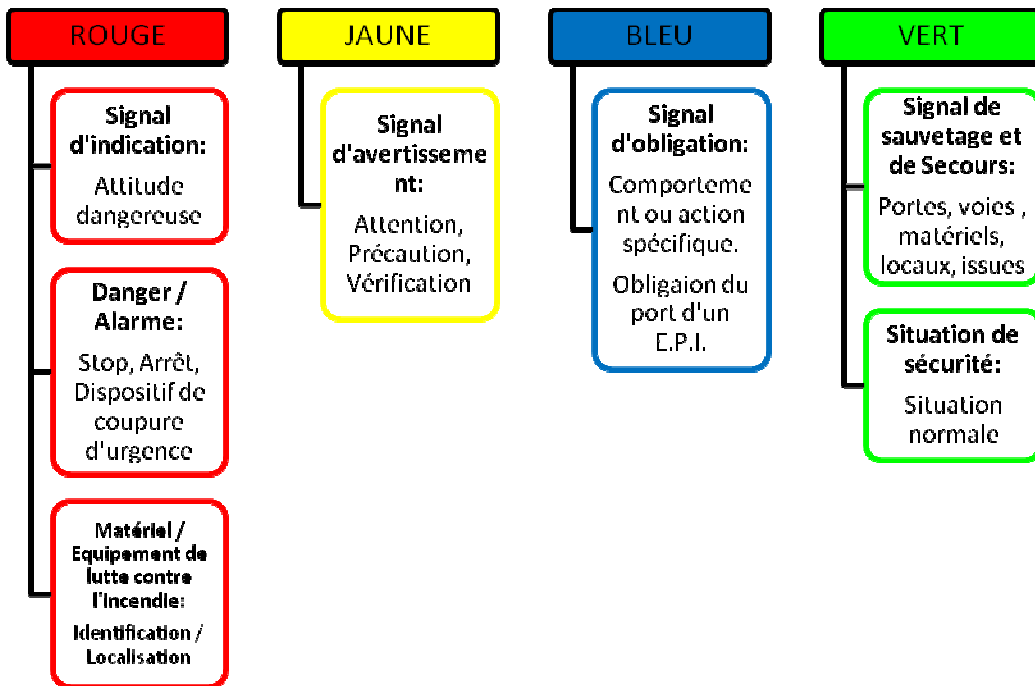 ROUGE
Signal
d'indication:
Attitude
dangereuse
Danger /
Alarme:
Stop, Arrêt,
Dispositif de
coupure
d'urgence
Matériel /
Equipement de
lutte contre
l'Incendie:
Identification /
Localisation
JAUNE
Signal
d'avertisseme
nt:
Attention,
Précaution,
Vérification
BLEU
Signal
d'obligation:
Comporteme
nt ou action
spécifique.
Obligaion du
port d'un
E.P.I.
VERT
Signal de
sauvetage et
de Secours:
Portes, voies ,
matériels,
locaux, issues
Situation de
sécurité:
Situation
normale